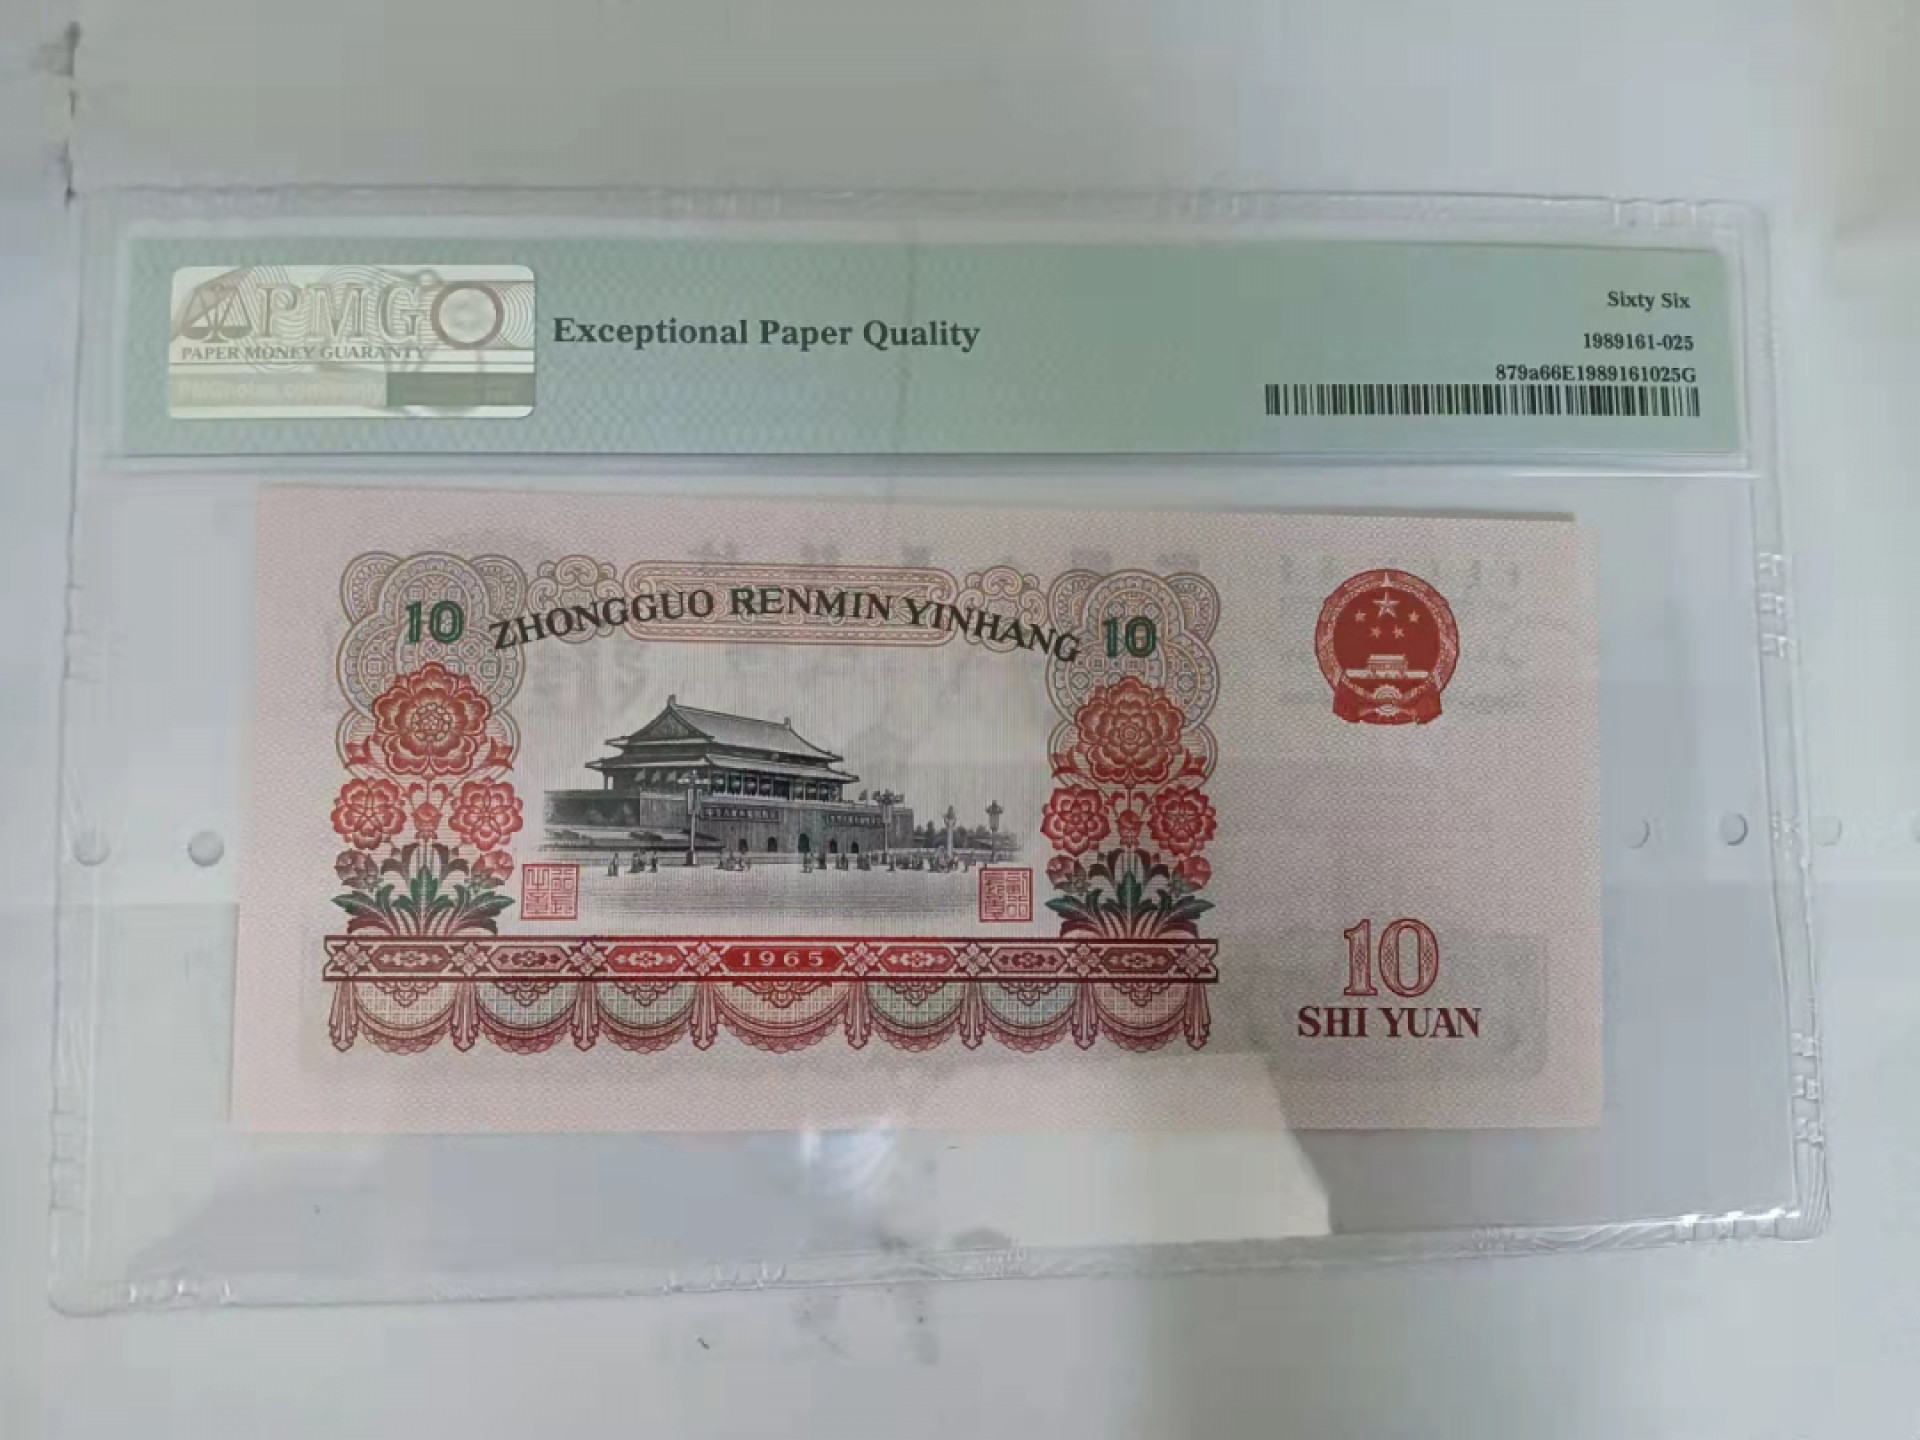 PMG
PAPER MONEY GUARANTY
Exceptional Paper Quality
Sixty Six
1989161-025
879a66E1989161025G
10 ZHONGGUO RENMIN YINHANG 10
1965
10
SHI YUAN